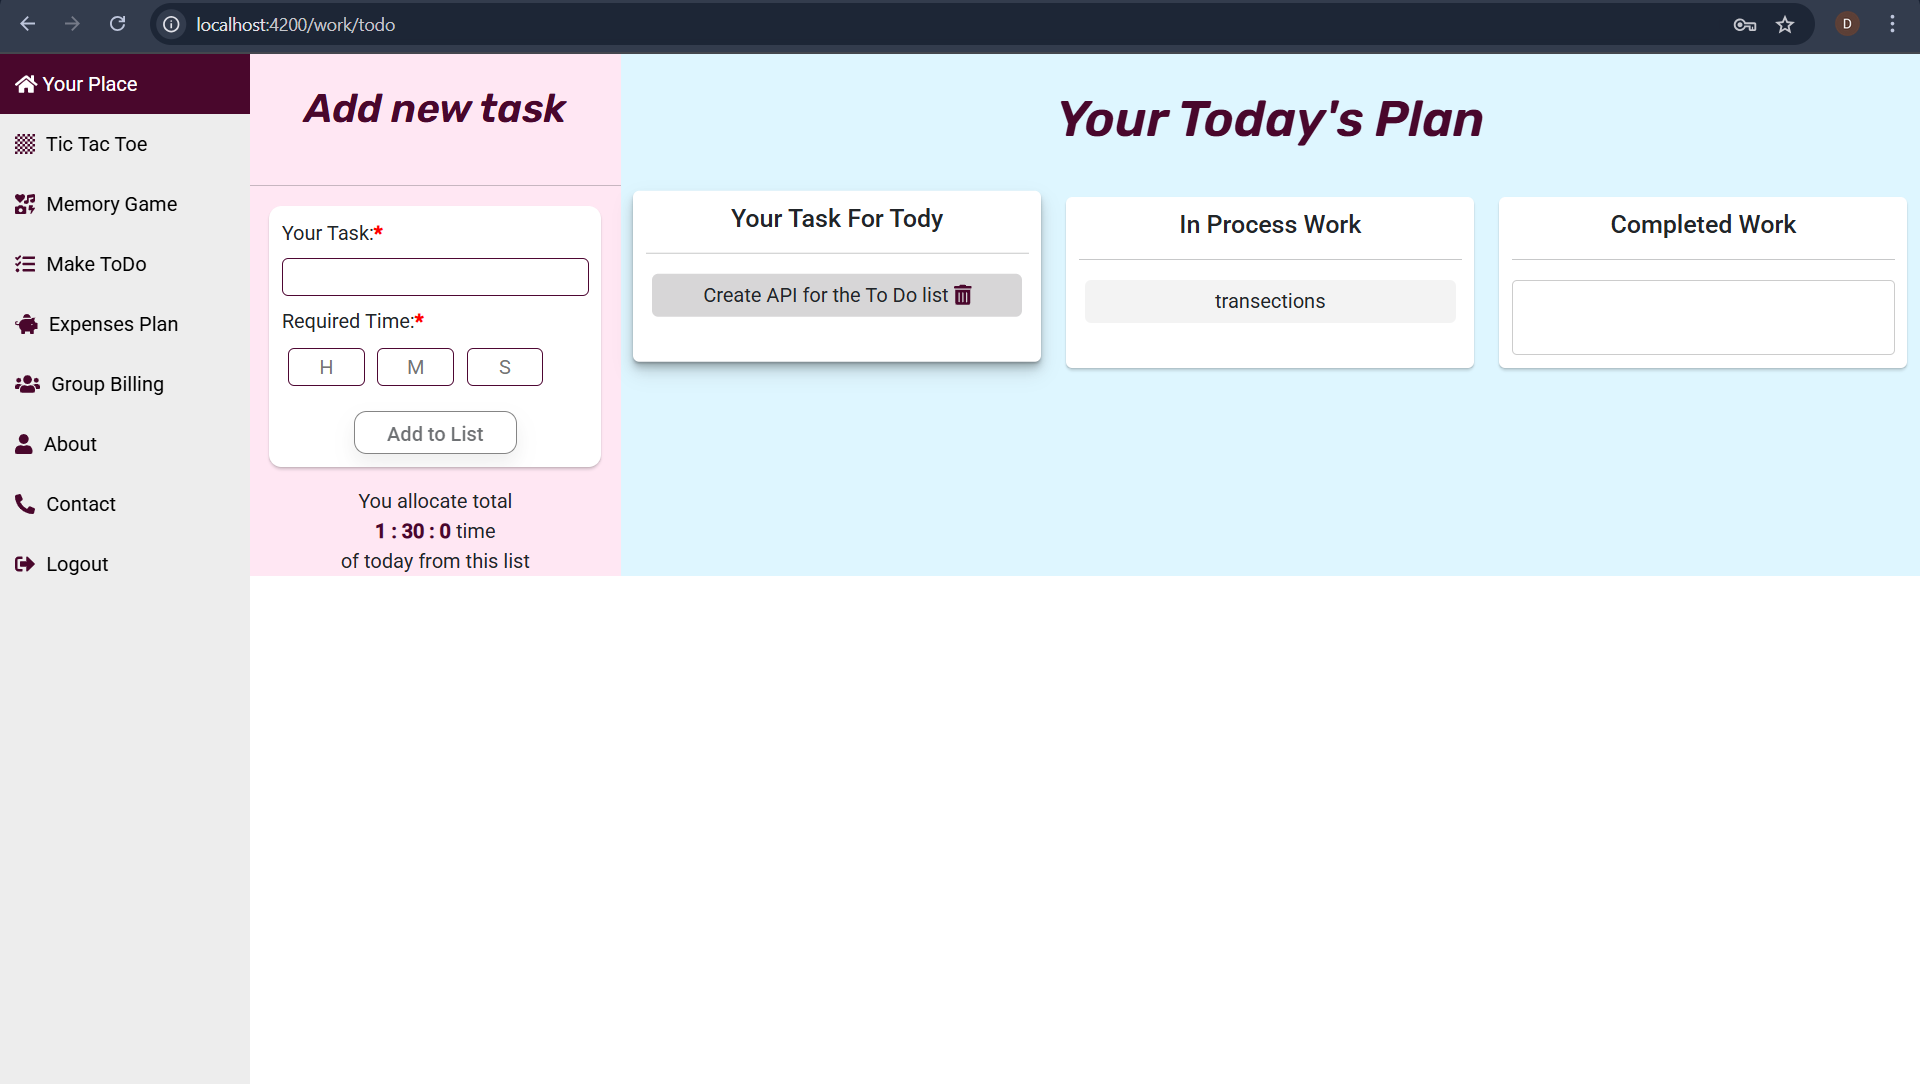 localhost:4200/work/todo
D
Your Place
Tic Tac Toe
Memory Game
Make ToDo
Expenses Plan
Group Billing
About
Contact
Logout
Add new task
Your Task:*
Required Time:*
H M S
Add to List
You allocate total
1 : 30 : 0 time
of today from this list
Your Today's Plan
Your Task For Tody
Create API for the To Do list
In Process Work
transections
Completed Work